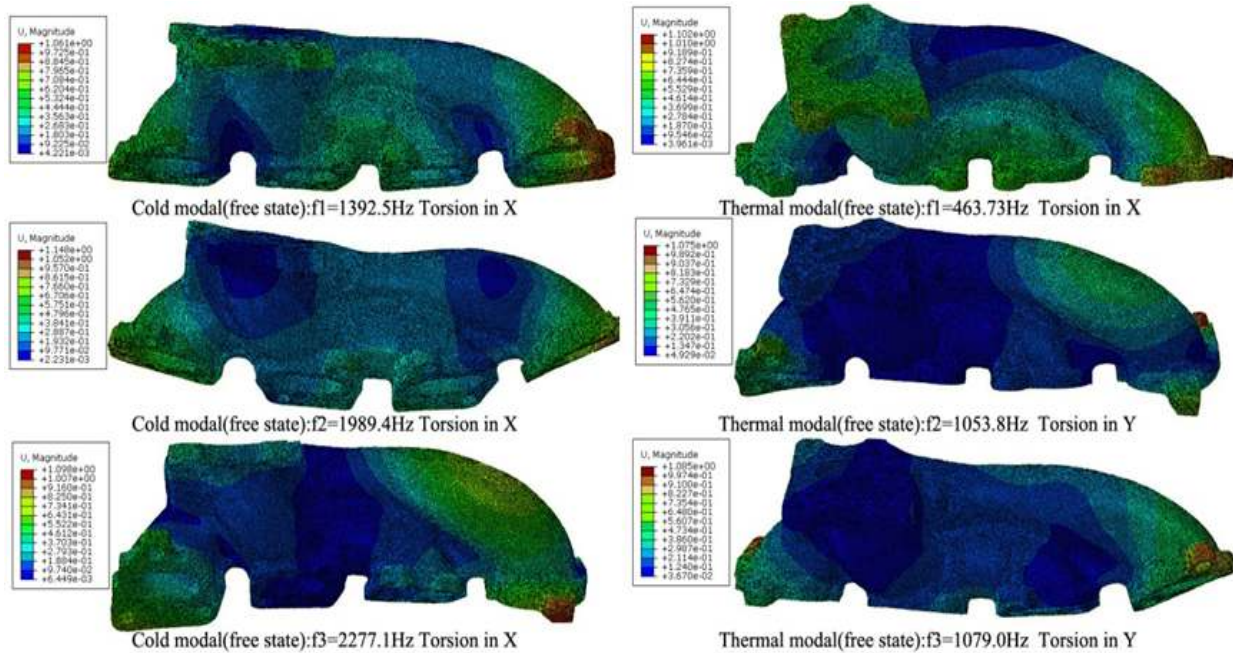 U, Magnitude
+1.061e+00
+9.725e-01
+8.845e-01
+7.965e-01
+7.084e-01
+6.204e-01
+5.324e-01
+4.444e-01
+3.563e-01
+2.683e-01
+1.803e-01
+9.225e-02
+4.221e-03
Cold modal(free state):f1=1392.5Hz Torsion in X
U, Magnitude
+1.102e+00
+1.010e+00
+9.189e-01
+8.274e-01
+7.359e-01
+6.444e-01
+5.529e-01
+4.614e-01
+3.699e-01
+2.784e-01
+1.870e-01
+9.546e-02
+3.961e-03
Thermal modal(free state):f1=463.73Hz Torsion in X
U, Magnitude
+1.148e+00
+1.052e+00
+9.570e-01
+8.615e-01
+7.660e-01
+6.706e-01
+5.751e-01
+4.796e-01
+3.841e-01
+2.887e-01
+1.932e-01
+9.771e-02
+2.231e-03
Cold modal(free state):f2=1989.4Hz Torsion in X
U, Magnitude
+1.075e+00
+9.892e-01
+9.037e-01
+8.183e-01
+7.329e-01
+6.474e-01
+5.620e-01
+4.765e-01
+3.911e-01
+3.056e-01
+2.202e-01
+1.347e-01
+4.929e-02
Thermal modal(free state):f2=1053.8Hz Torsion in Y
U, Magnitude
+1.098e+00
+1.007e+00
+9.160e-01
+8.250e-01
+7.341e-01
+6.431e-01
+5.522e-01
+4.612e-01
+3.703e-01
+2.793e-01
+1.884e-01
+9.740e-02
+6.449e-03
Cold modal(free state):f3=2277.1Hz Torsion in X
U, Magnitude
+1.085e+00
+9.974e-01
+9.100e-01
+8.227e-01
+7.354e-01
+6.480e-01
+5.607e-01
+4.734e-01
+3.860e-01
+2.987e-01
+2.114e-01
+1.240e-01
+3.670e-02
Thermal modal(free state):f3=1079.0Hz Torsion in Y